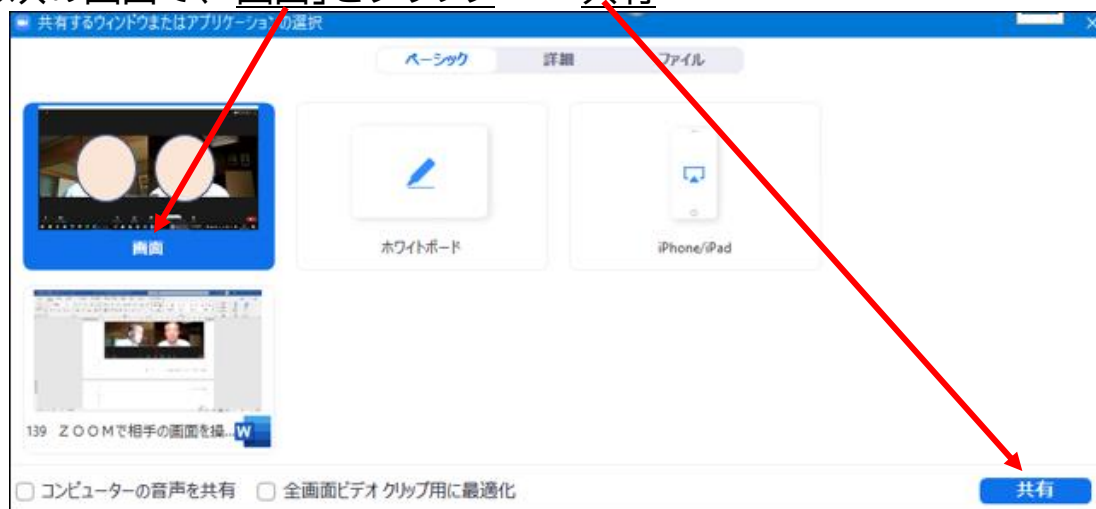 共有するウィンドウまたはアプリケーションの選択
ベーシック 詳細 ファイル
画面
ホワイトボード
iPhone/iPad
139 ZOOMで相手の画面を操...
コンピューターの音声を共有 全画面ビデオ クリップ用に最適化
共有